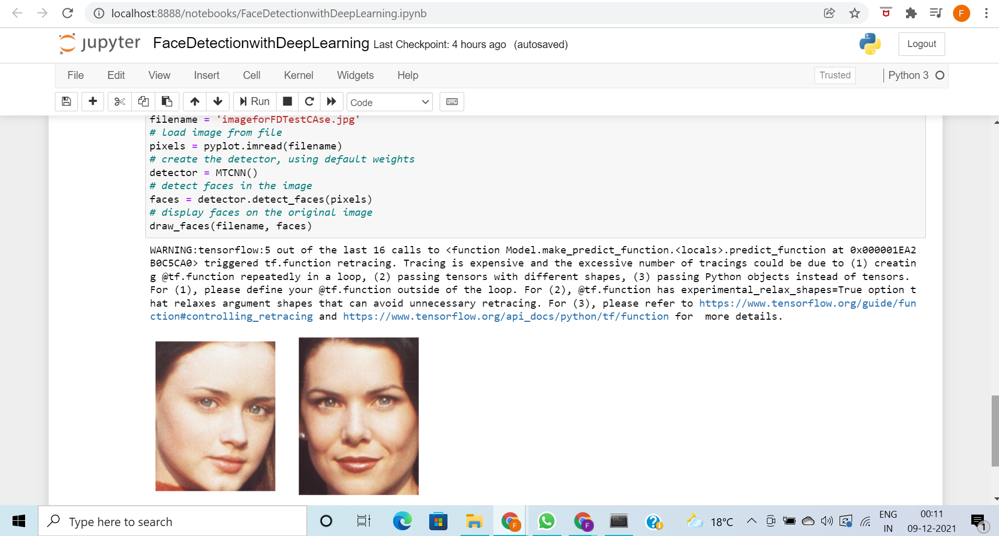 localhost:8888/notebooks/FaceDetectionwithDeepLearning.ipynb
F
jupyter FaceDetectionwithDeepLearning Last Checkpoint: 4 hours ago (autosaved)
Logout
File Edit View Insert Cell Kernel Widgets Help
Trusted
Python 3
Run
Code
filename = 'imageforFDTestCAse.jpg'
# load image from file
pixels = pyplot.imread(filename)
# create the detector, using default weights
detector = MTCNN()
# detect faces in the image
faces = detector.detect_faces(pixels)
# display faces on the original image
draw_faces(filename, faces)
WARNING:tensorflow:5 out of the last 16 calls to <function Model.make_predict_function.<locals>.predict_function at 0x000001EA2
B0C5CA0> triggered tf.function retracing. Tracing is expensive and the excessive number of tracings could be due to (1) creatin
g @tf.function repeatedly in a loop, (2) passing tensors with different shapes, (3) passing Python objects instead of tensors.
For (1), please define your @tf.function outside of the loop. For (2), @tf.function has experimental_relax_shapes=True option t
hat relaxes argument shapes that can avoid unnecessary retracing. For (3), please refer to https://www.tensorflow.org/guide/fun
ction#controlling_retracing and https://www.tensorflow.org/api_docs/python/tf/function for  more details.
Type here to search
F
F
18°C
ENG
IN
00:11
09-12-2021
1